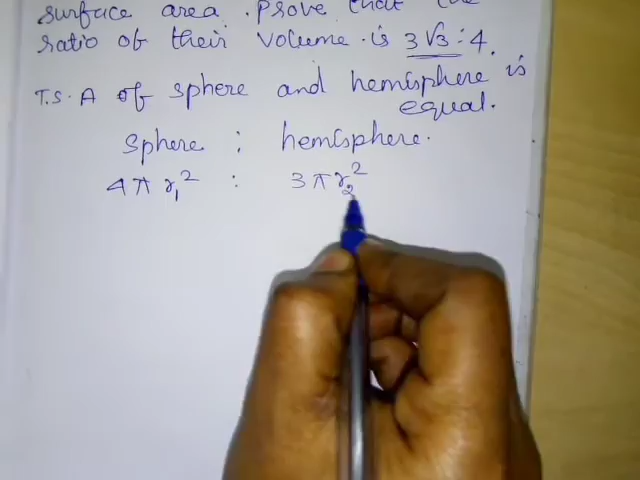 surface area. Prove that the
ratio of their volume is 3√3 : 4.
T.S.A of sphere and hemisphere is
equal.
sphere : hemisphere.
4πr₁² : 3πr₂²